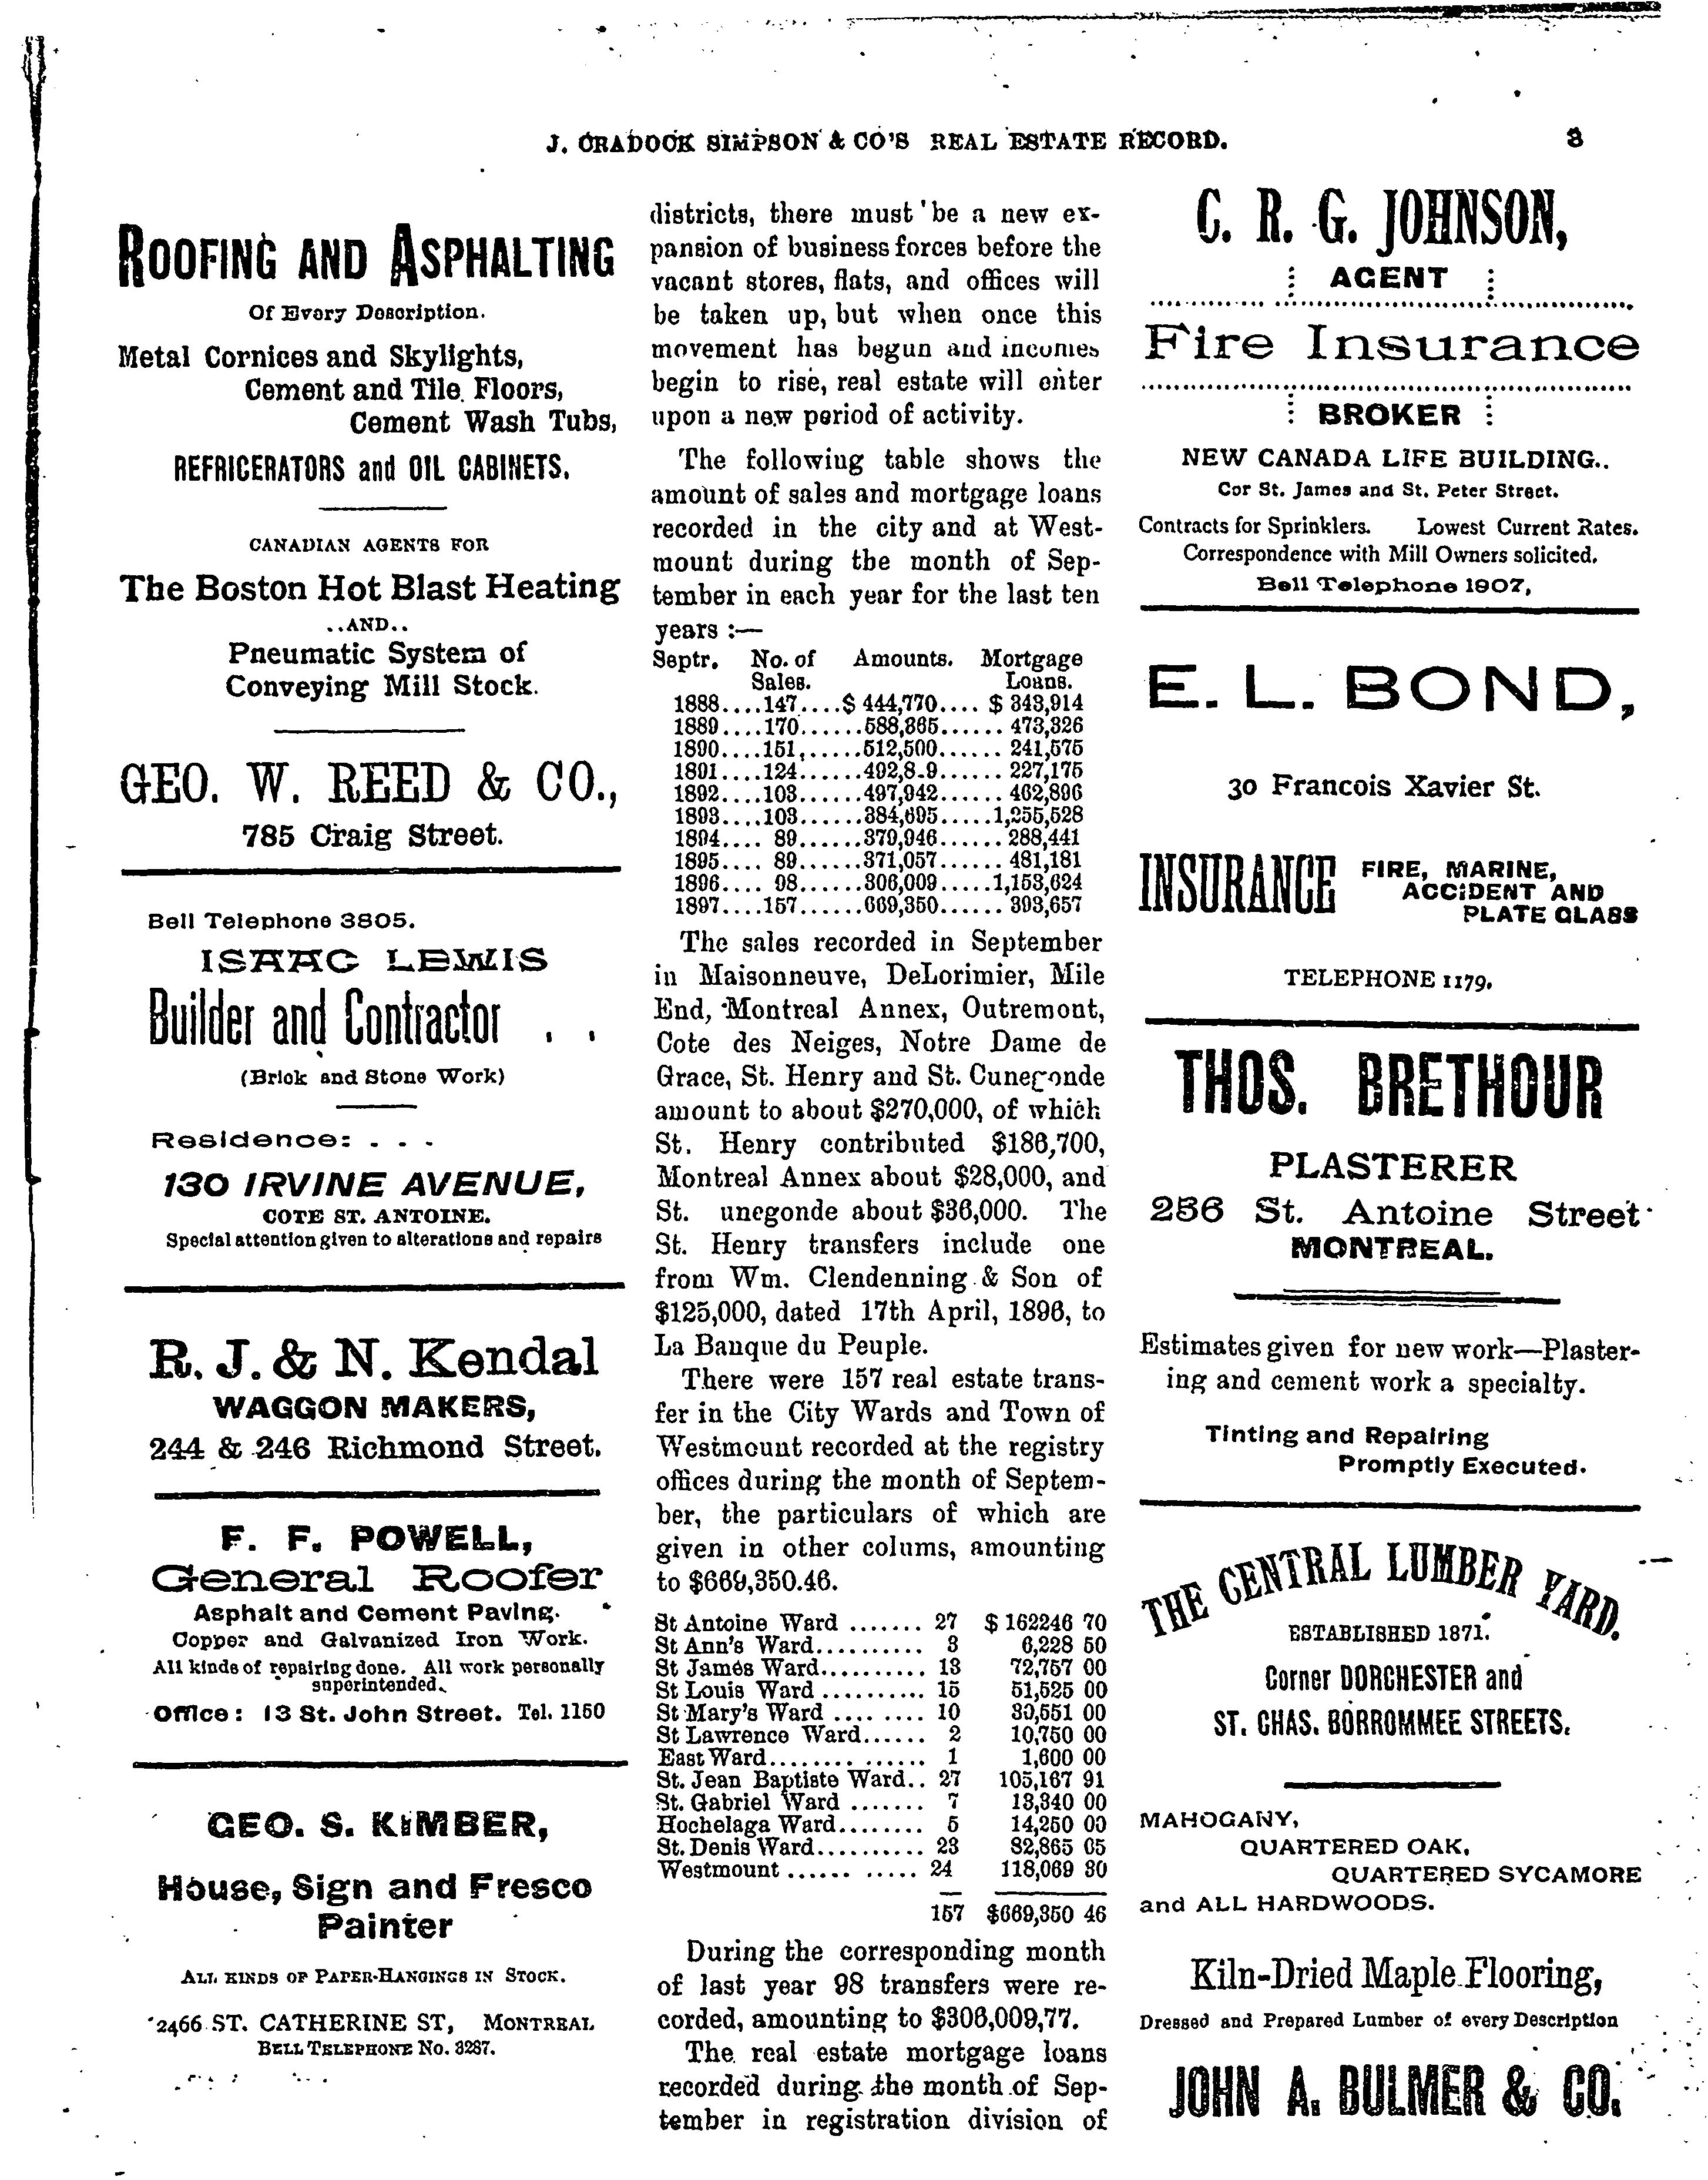 J. CRADOCK SIMPSON & CO'S REAL ESTATE RECORD.
3
ROOFING AND ASPHALTING
Of Every Description.
Metal Cornices and Skylights,
Cement and Tile Floors,
Cement Wash Tubs,
REFRIGERATORS and OIL CABINETS.
CANADIAN AGENTS FOR
The Boston Hot Blast Heating
..AND..
Pneumatic System of
Conveying Mill Stock.
GEO. W. REED & CO.,
785 Craig Street.
Bell Telephone 3805.
ISAAC LEWIS
Builder and Contractor . .
(Brick and Stone Work)
Residence: . . .
130 IRVINE AVENUE,
COTE ST. ANTOINE.
Special attention given to alterations and repairs
R. J. & N. Kendal
WAGGON MAKERS,
244 & 246 Richmond Street.
F. F. POWELL,
General Roofer
Asphalt and Cement Paving.
Copper and Galvanized Iron Work.
All kinds of repairing done. All work personally
superintended.
Office: 13 St. John Street. Tel. 1150
GEO. S. KIMBER,
House, Sign and Fresco
Painter
ALL KINDS OF PAPER-HANGINGS IN STOCK.
2466 ST. CATHERINE ST, MONTREAL
BELL TELEPHONE No. 3287.
districts, there must be a new ex-
pansion of business forces before the
vacant stores, flats, and offices will
be taken up, but when once this
movement has begun and incomes
begin to rise, real estate will enter
upon a new period of activity.
The following table shows the
amount of sales and mortgage loans
recorded in the city and at West-
mount during the month of Sep-
tember in each year for the last ten
years :—
Septr. No. of Amounts. Mortgage
Sales. Loans.
1888....147....$ 444,770.... $ 343,914
1889....170......588,865...... 473,326
1890....151,.....512,500...... 241,575
1891....124......492,8.9...... 227,175
1892....103......497,942...... 462,896
1893....103......384,695.....1,255,528
1894.... 89......379,946...... 288,441
1895.... 89......371,057...... 481,181
1896.... 98......306,009.....1,153,624
1897....157......669,350...... 393,657
The sales recorded in September
in Maisonneuve, DeLorimier, Mile
End, Montreal Annex, Outremont,
Cote des Neiges, Notre Dame de
Grace, St. Henry and St. Cunegonde
amount to about $270,000, of which
St. Henry contributed $186,700,
Montreal Annex about $28,000, and
St. unegonde about $36,000. The
St. Henry transfers include one
from Wm. Clendenning & Son of
$125,000, dated 17th April, 1896, to
La Banque du Peuple.
There were 157 real estate trans-
fer in the City Wards and Town of
Westmount recorded at the registry
offices during the month of Septem-
ber, the particulars of which are
given in other colums, amounting
to $669,350.46.
St Antoine Ward ....... 27 $ 162246 70
St Ann's Ward.......... 3 6,228 50
St James Ward.......... 13 72,757 00
St Louis Ward .......... 15 51,525 00
St Mary's Ward .... .... 10 30,551 00
St Lawrence Ward...... 2 10,750 00
East Ward........ ...... 1 1,600 00
St. Jean Baptiste Ward.. 27 105,167 91
St. Gabriel Ward ....... 7 13,340 00
Hochelaga Ward........ 5 14,250 00
St. Denis Ward.......... 23 82,865 05
Westmount ...... ..... 24 118,069 30
157 $669,350 46
During the corresponding month
of last year 98 transfers were re-
corded, amounting to $306,009,77.
The real estate mortgage loans
recorded during the month of Sep-
tember in registration division of
C. R. G. JOHNSON,
AGENT
Fire Insurance
BROKER
NEW CANADA LIFE BUILDING..
Cor St. James and St. Peter Street.
Contracts for Sprinklers. Lowest Current Rates.
Correspondence with Mill Owners solicited.
Bell Telephone 1907,
E. L. BOND,
30 Francois Xavier St.
INSURANCE FIRE, MARINE,
ACCIDENT AND
PLATE GLASS
TELEPHONE 1179.
THOS. BRETHOUR
PLASTERER
256 St. Antoine Street
MONTREAL.
Estimates given for new work—Plaster-
ing and cement work a specialty.
Tinting and Repairing
Promptly Executed.
THE CENTRAL LUMBER YARD.
ESTABLISHED 1871.
Corner DORCHESTER and
ST. CHAS. BORROMMEE STREETS.
MAHOGANY,
QUARTERED OAK,
QUARTERED SYCAMORE
and ALL HARDWOODS.
Kiln-Dried Maple Flooring,
Dressed and Prepared Lumber of every Description
JOHN A. BULMER & CO.